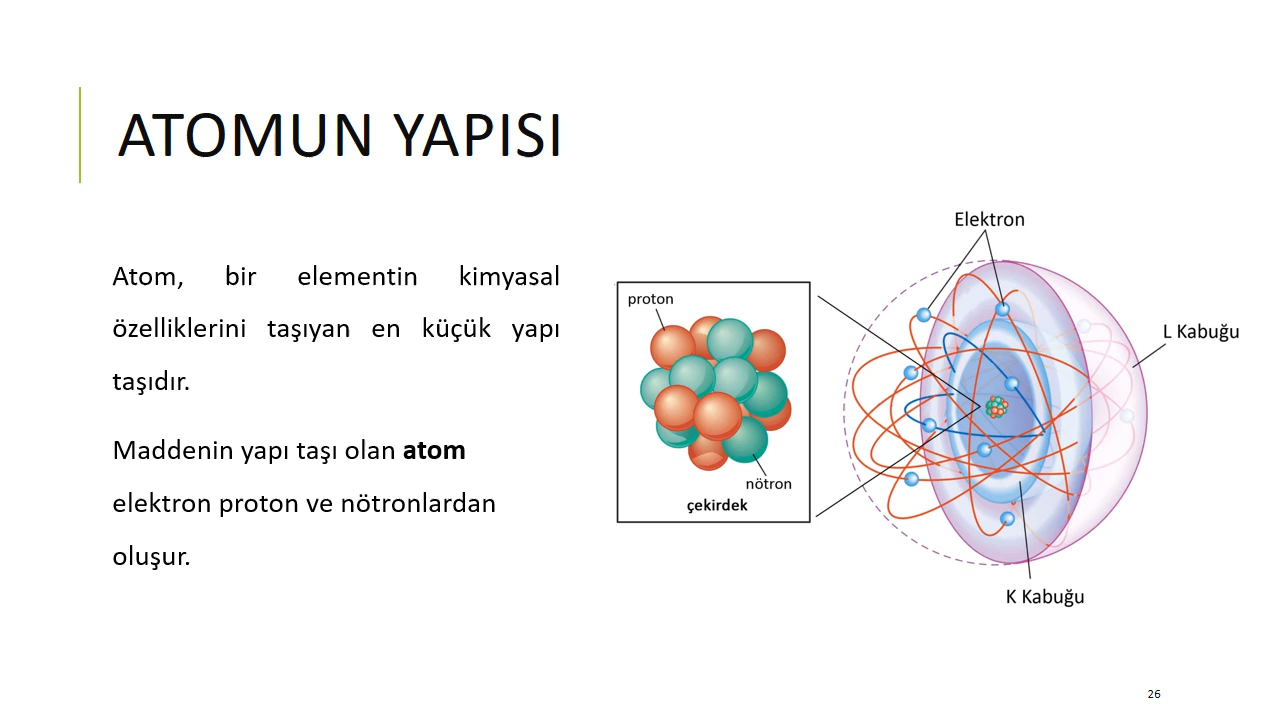 ATOMUN YAPISI
Atom, bir elementin kimyasal
özelliklerini taşıyan en küçük yapı
taşıdır.
Maddenin yapı taşı olan atom
elektron proton ve nötronlardan
oluşur.
proton
nötron
çekirdek
Elektron
L Kabuğu
K Kabuğu
26